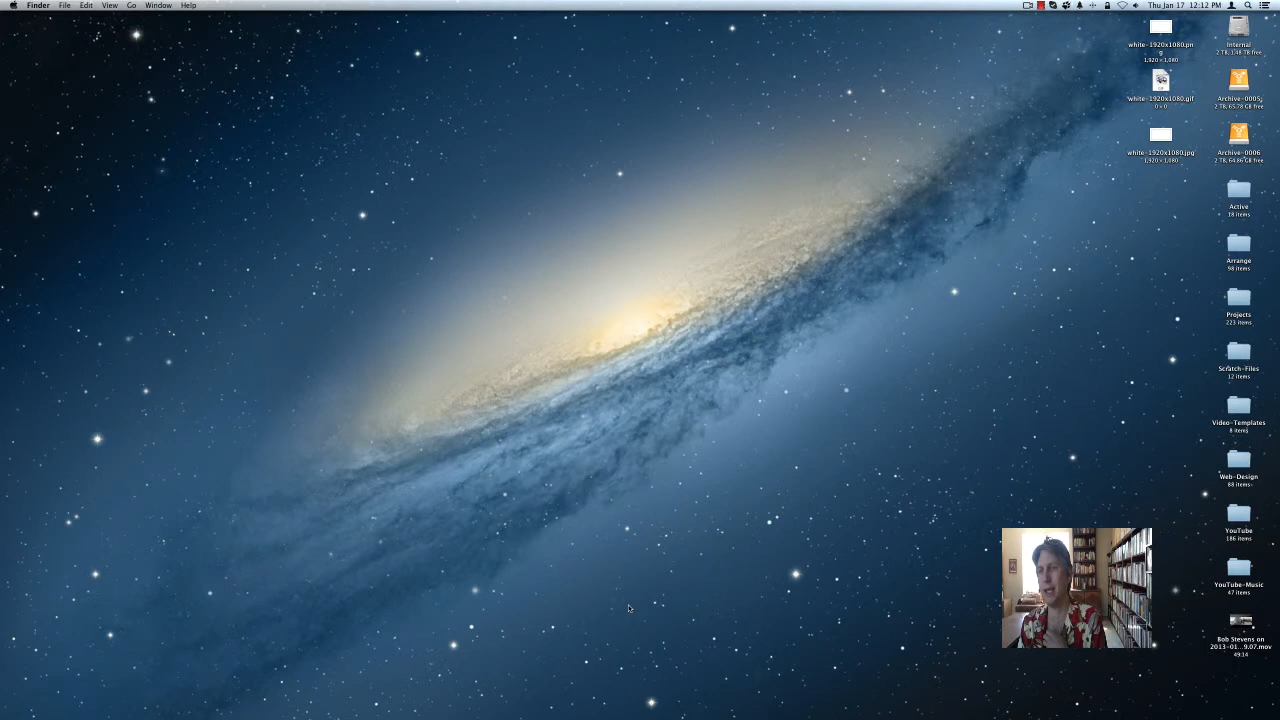 Finder File Edit View Go Window Help
Thu Jan 17 12:12 PM
white-1920x1080.pn
g
1,920 × 1,080
white-1920x1080.gif
0 × 0
white-1920x1080.jpg
1,920 × 1,080
Internal
2 TB, 1.48 TB free
Archive-0005
2 TB, 65.78 GB free
Archive-0006
2 TB, 64.86 GB free
Active
18 items
Arrange
98 items
Projects
223 items
Scratch-Files
12 items
Video-Templates
8 items
Web-Design
88 items
YouTube
186 items
YouTube-Music
47 items
Bob Stevens on
2013-01...9.07.mov
49:14